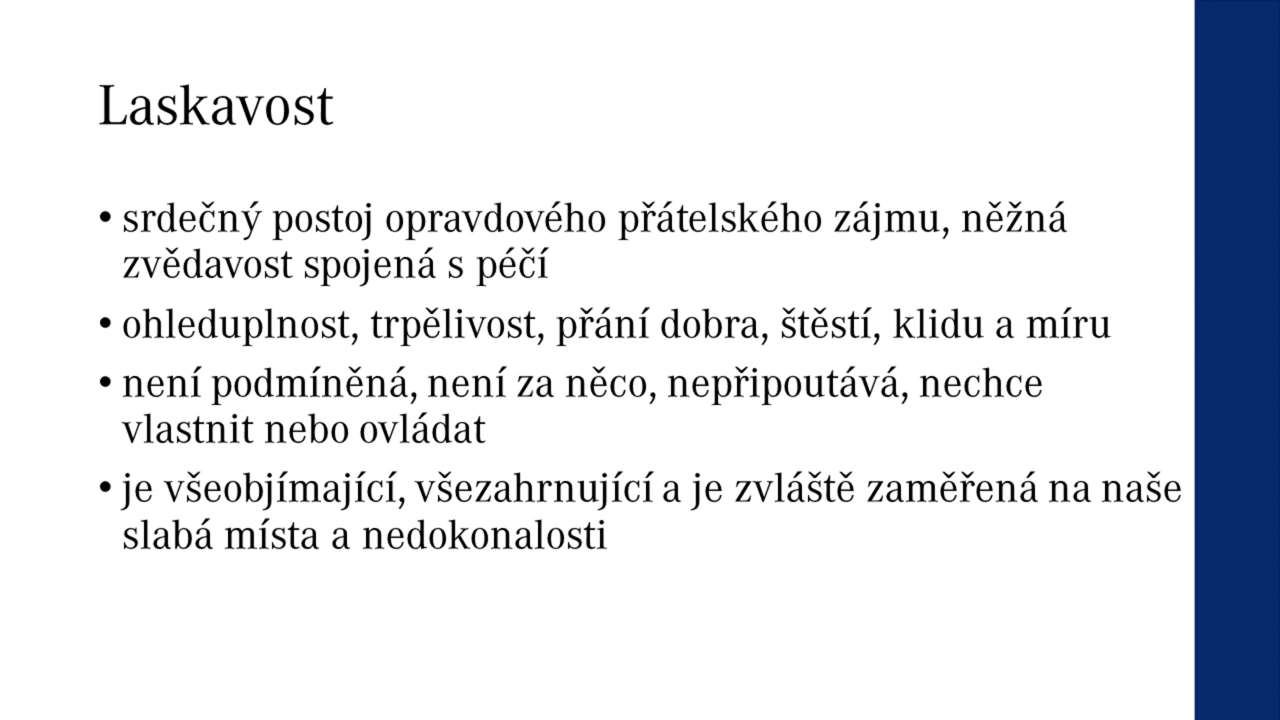 Laskavost
• srdečný postoj opravdového přátelského zájmu, něžná
zvědavost spojená s péčí
• ohleduplnost, trpělivost, přání dobra, štěstí, klidu a míru
• není podmíněná, není za něco, nepřipoutává, nechce
vlastnit nebo ovládat
• je všeobjímající, všezahrnující a je zvláště zaměřená na naše
slabá místa a nedokonalosti